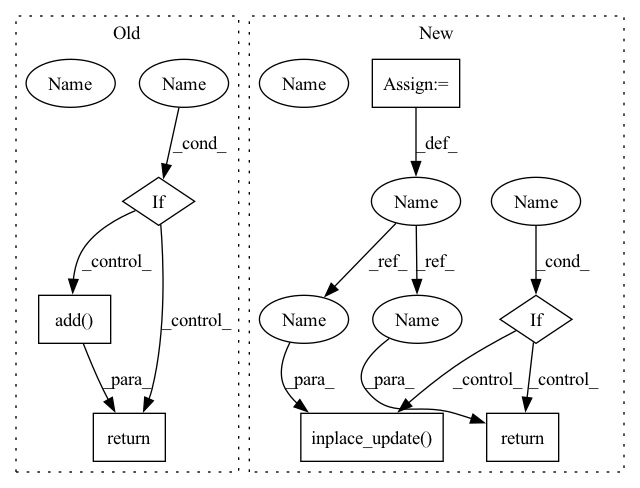 Old
New
Name
Name
Name
Assign:=
_cond_
_def_
If
Name
Name
_control_
_ref_
_ref_
_cond_
add()
_control_
Name
Name
If
_para_
_para_
_para_
_control_
_control_
return
inplace_update()
return